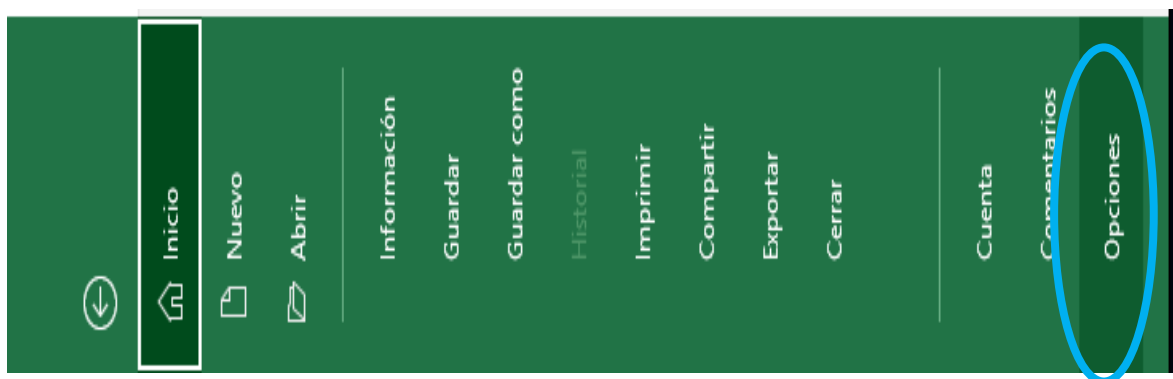 Inicio
Nuevo
Abrir
Información
Guardar
Guardar como
Historial
Imprimir
Compartir
Exportar
Cerrar
Cuenta
Comentarios
Opciones